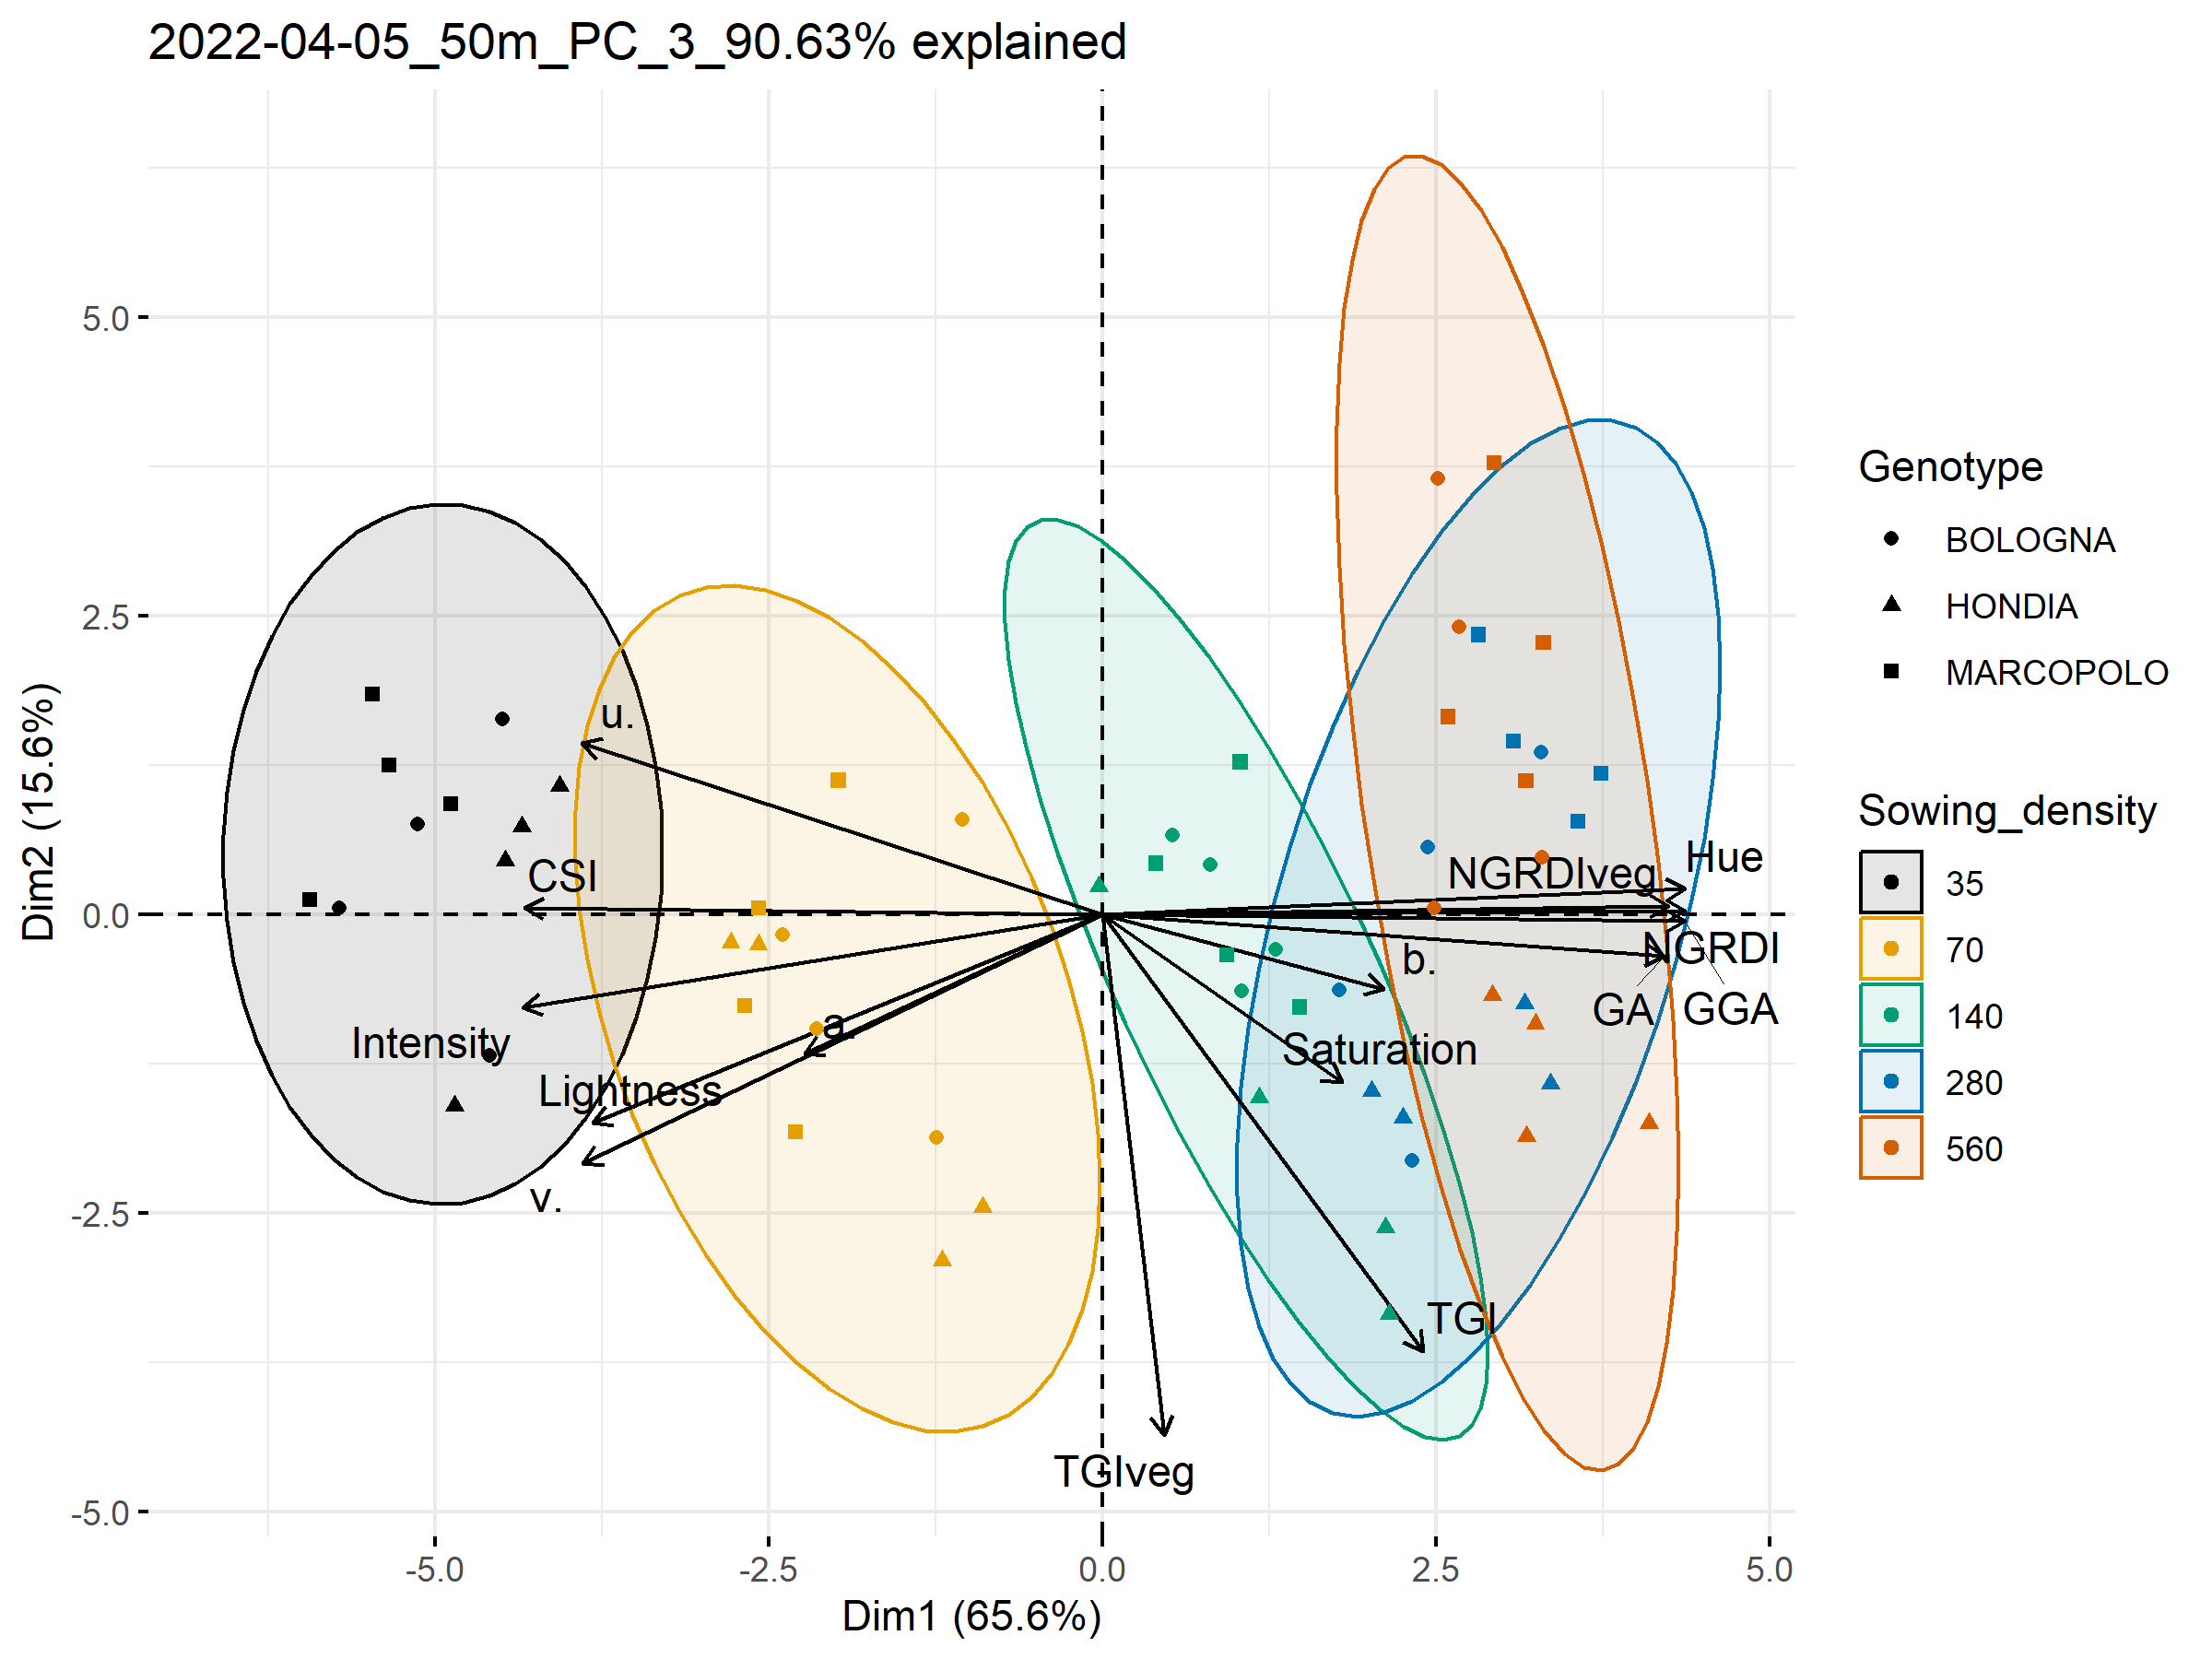 2022-04-05_50m_PC_3_90.63% explained
Dim2 (15.6%)
5.0
2.5
0.0
-2.5
-5.0
-5.0
-2.5
0.0
2.5
5.0
Dim1 (65.6%)
u.
CSI
Intensity
a.
Lightness
v.
TGIveg
TGI
Saturation
b.
NGRDIveg
Hue
NGRDI
GA
GGA
Genotype
BOLOGNA
HONDIA
MARCOPOLO
Sowing_density
35
70
140
280
560